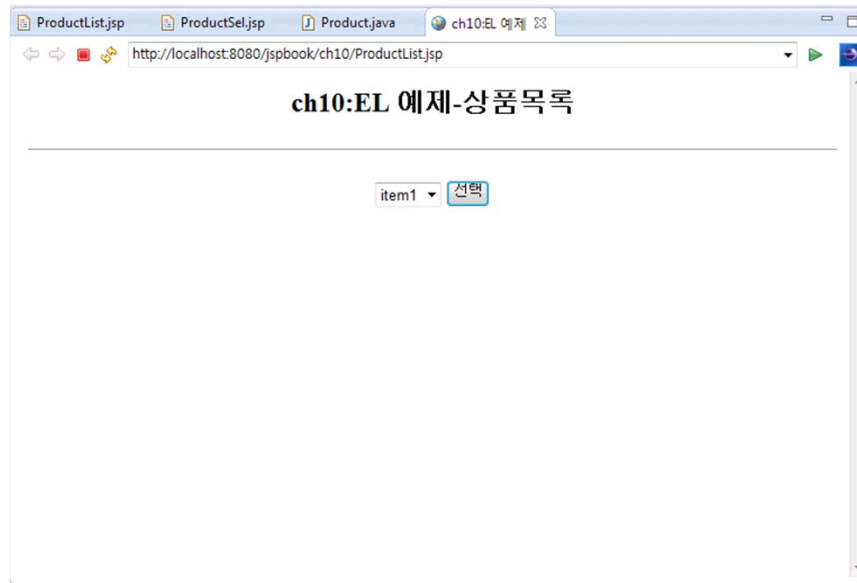 ProductList.jsp ProductSel.jsp Product.java ch10:EL 예제
http://localhost:8080/jspbook/ch10/ProductList.jsp
ch10:EL 예제-상품목록
item1 선택